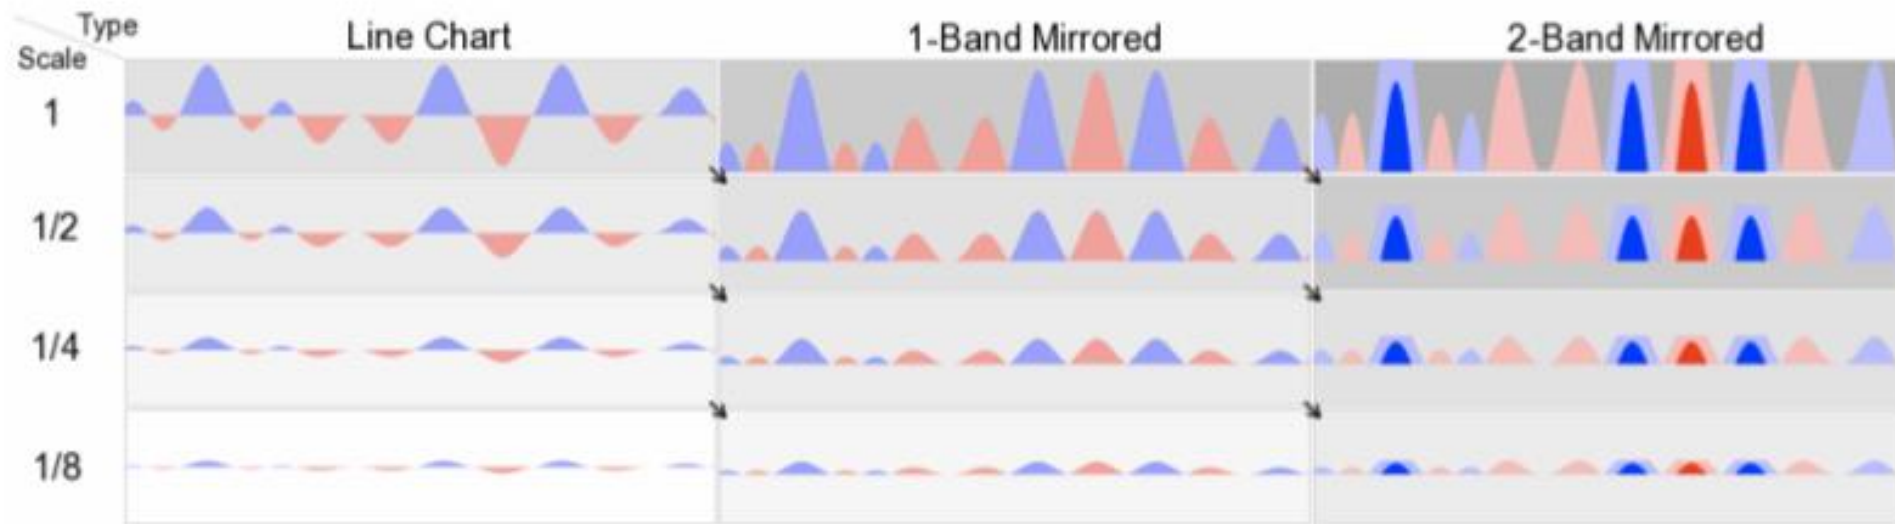 Type
Scale
Line Chart
1-Band Mirrored
2-Band Mirrored
1
1/2
1/4
1/8